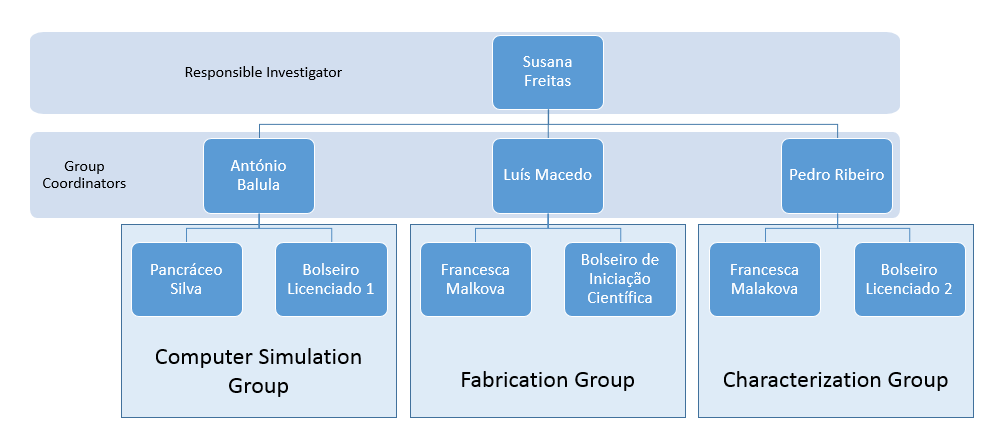 Responsible Investigator
Susana
Freitas
Group
Coordinators
António
Balula
Luís Macedo
Pedro Ribeiro
Pancráceo
Silva
Bolseiro
Licenciado 1
Francesca
Malkova
Bolseiro de
Iniciação
Científica
Francesca
Malakova
Bolseiro
Licenciado 2
Computer Simulation
Group
Fabrication Group
Characterization Group